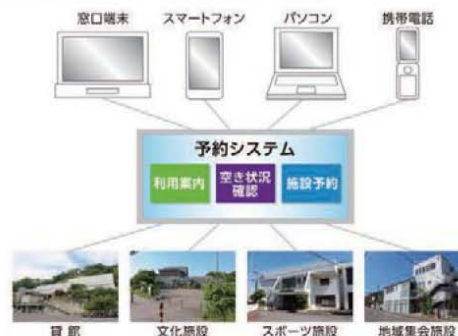 窓口端末
スマートフォン
パソコン
携帯電話
予約システム
利用案内
空き状況
確認
施設予約
貸 館
文化施設
スポーツ施設
地域集会施設